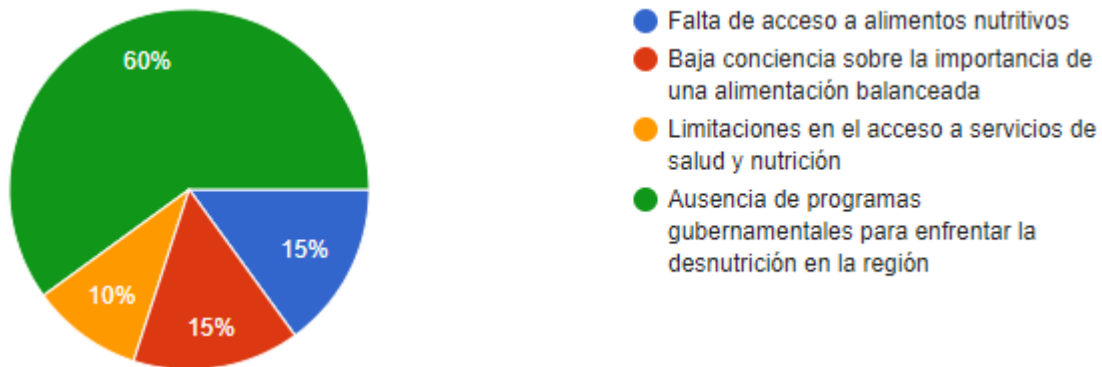 60%
15%
10%
15%
Falta de acceso a alimentos nutritivos
Baja conciencia sobre la importancia de
una alimentación balanceada
Limitaciones en el acceso a servicios de
salud y nutrición
Ausencia de programas
gubernamentales para enfrentar la
desnutrición en la región